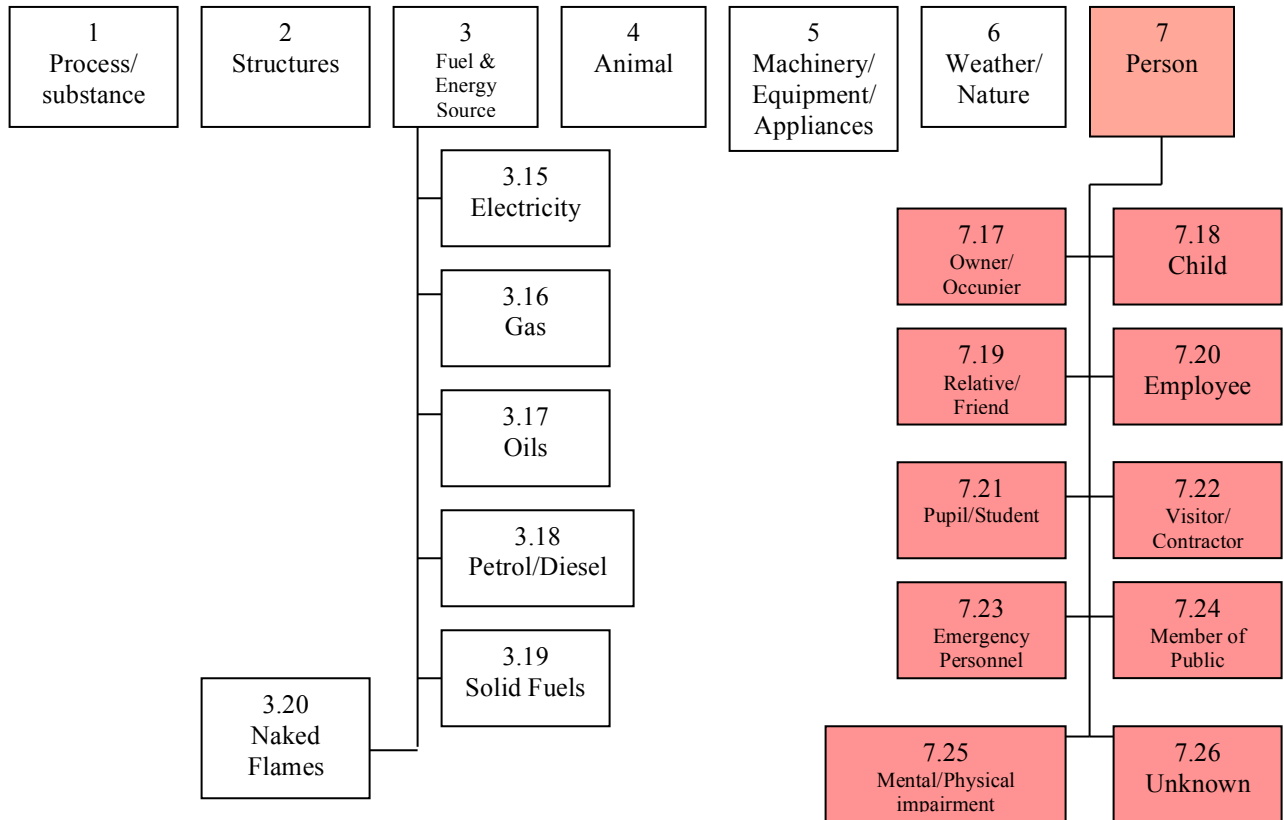 1
Process/
substance
2
Structures
3
Fuel &
Energy
Source
4
Animal
5
Machinery/
Equipment/
Appliances
6
Weather/
Nature
7
Person
3.15
Electricity
3.16
Gas
3.17
Oils
3.18
Petrol/Diesel
3.19
Solid Fuels
3.20
Naked
Flames
7.17
Owner/
Occupier
7.18
Child
7.19
Relative/
Friend
7.20
Employee
7.21
Pupil/Student
7.22
Visitor/
Contractor
7.23
Emergency
Personnel
7.24
Member of
Public
7.25
Mental/Physical
impairment
7.26
Unknown